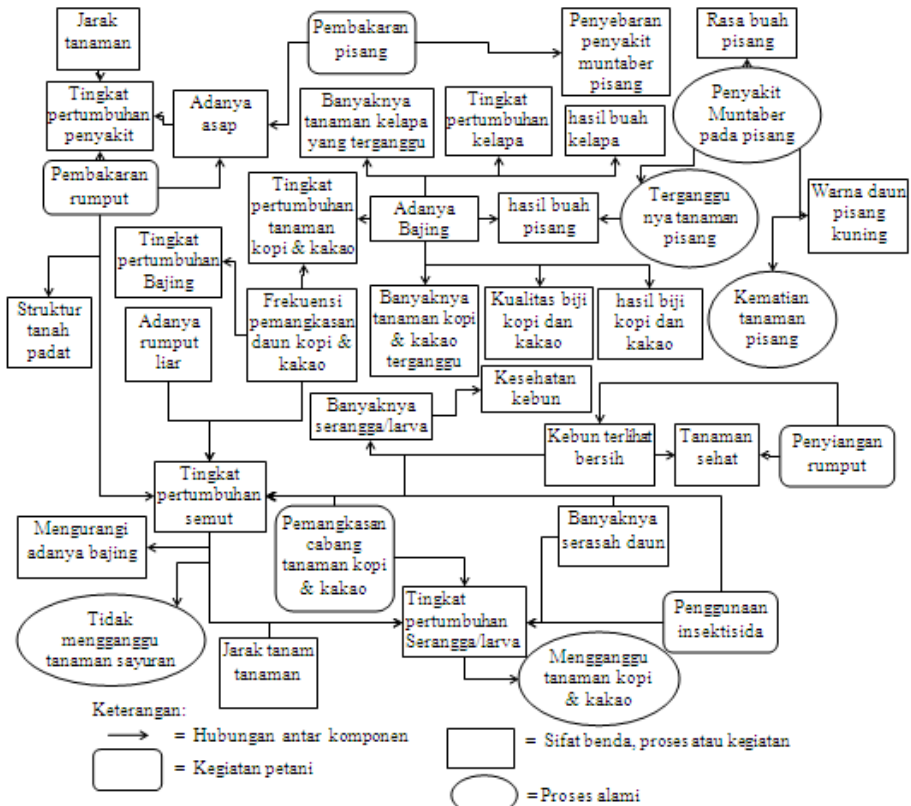 Jarak
tanaman
Pembakaran
pisang
Penyebaran
penyakit
muntaber
pisang
Rasa buah
pisang
Tingkat
pertumbuhan
penyakit
Adanya
asap
Banyaknya
tanaman kelapa
yang terganggu
Tingkat
pertumbuhan
kelapa
hasil buah
kelapa
Penyakit
Muntaber
pada pisang
Pembakaran
rumput
Tingkat
pertumbuhan
tanaman
kopi & kakao
Adanya
Bajing
hasil buah
pisang
Terganggu
nya tanaman
pisang
Warna daun
pisang
kuning
Tingkat
pertumbuhan
Bajing
Struktur
tanah
padat
Adanya
rumput
liar
Frekuensi
pemangkasan
daun kopi &
kakao
Banyaknya
tanaman kopi
& kakao
terganggu
Kualitas biji
kopi dan
kakao
hasil biji
kopi dan
kakao
Kematian
tanaman
pisang
Kesehatan
kebun
Banyaknya
serangga/larva
Kebun terlihat
bersih
Tanaman
sehat
Penyiangan
rumput
Tingkat
pertumbuhan
semut
Mengurangi
adanya bajing
Pemangkasan
cabang
tanaman kopi
& kakao
Banyaknya
serasah daun
Tidak
mengganggu
tanaman sayuran
Tingkat
pertumbuhan
Serangga/larva
Penggunaan
insektisida
Jarak tanam
tanaman
Mengganggu
tanaman kopi
& kakao
Keterangan:
= Hubungan antar komponen
= Sifat benda, proses atau kegiatan
= Kegiatan petani
=Proses alami